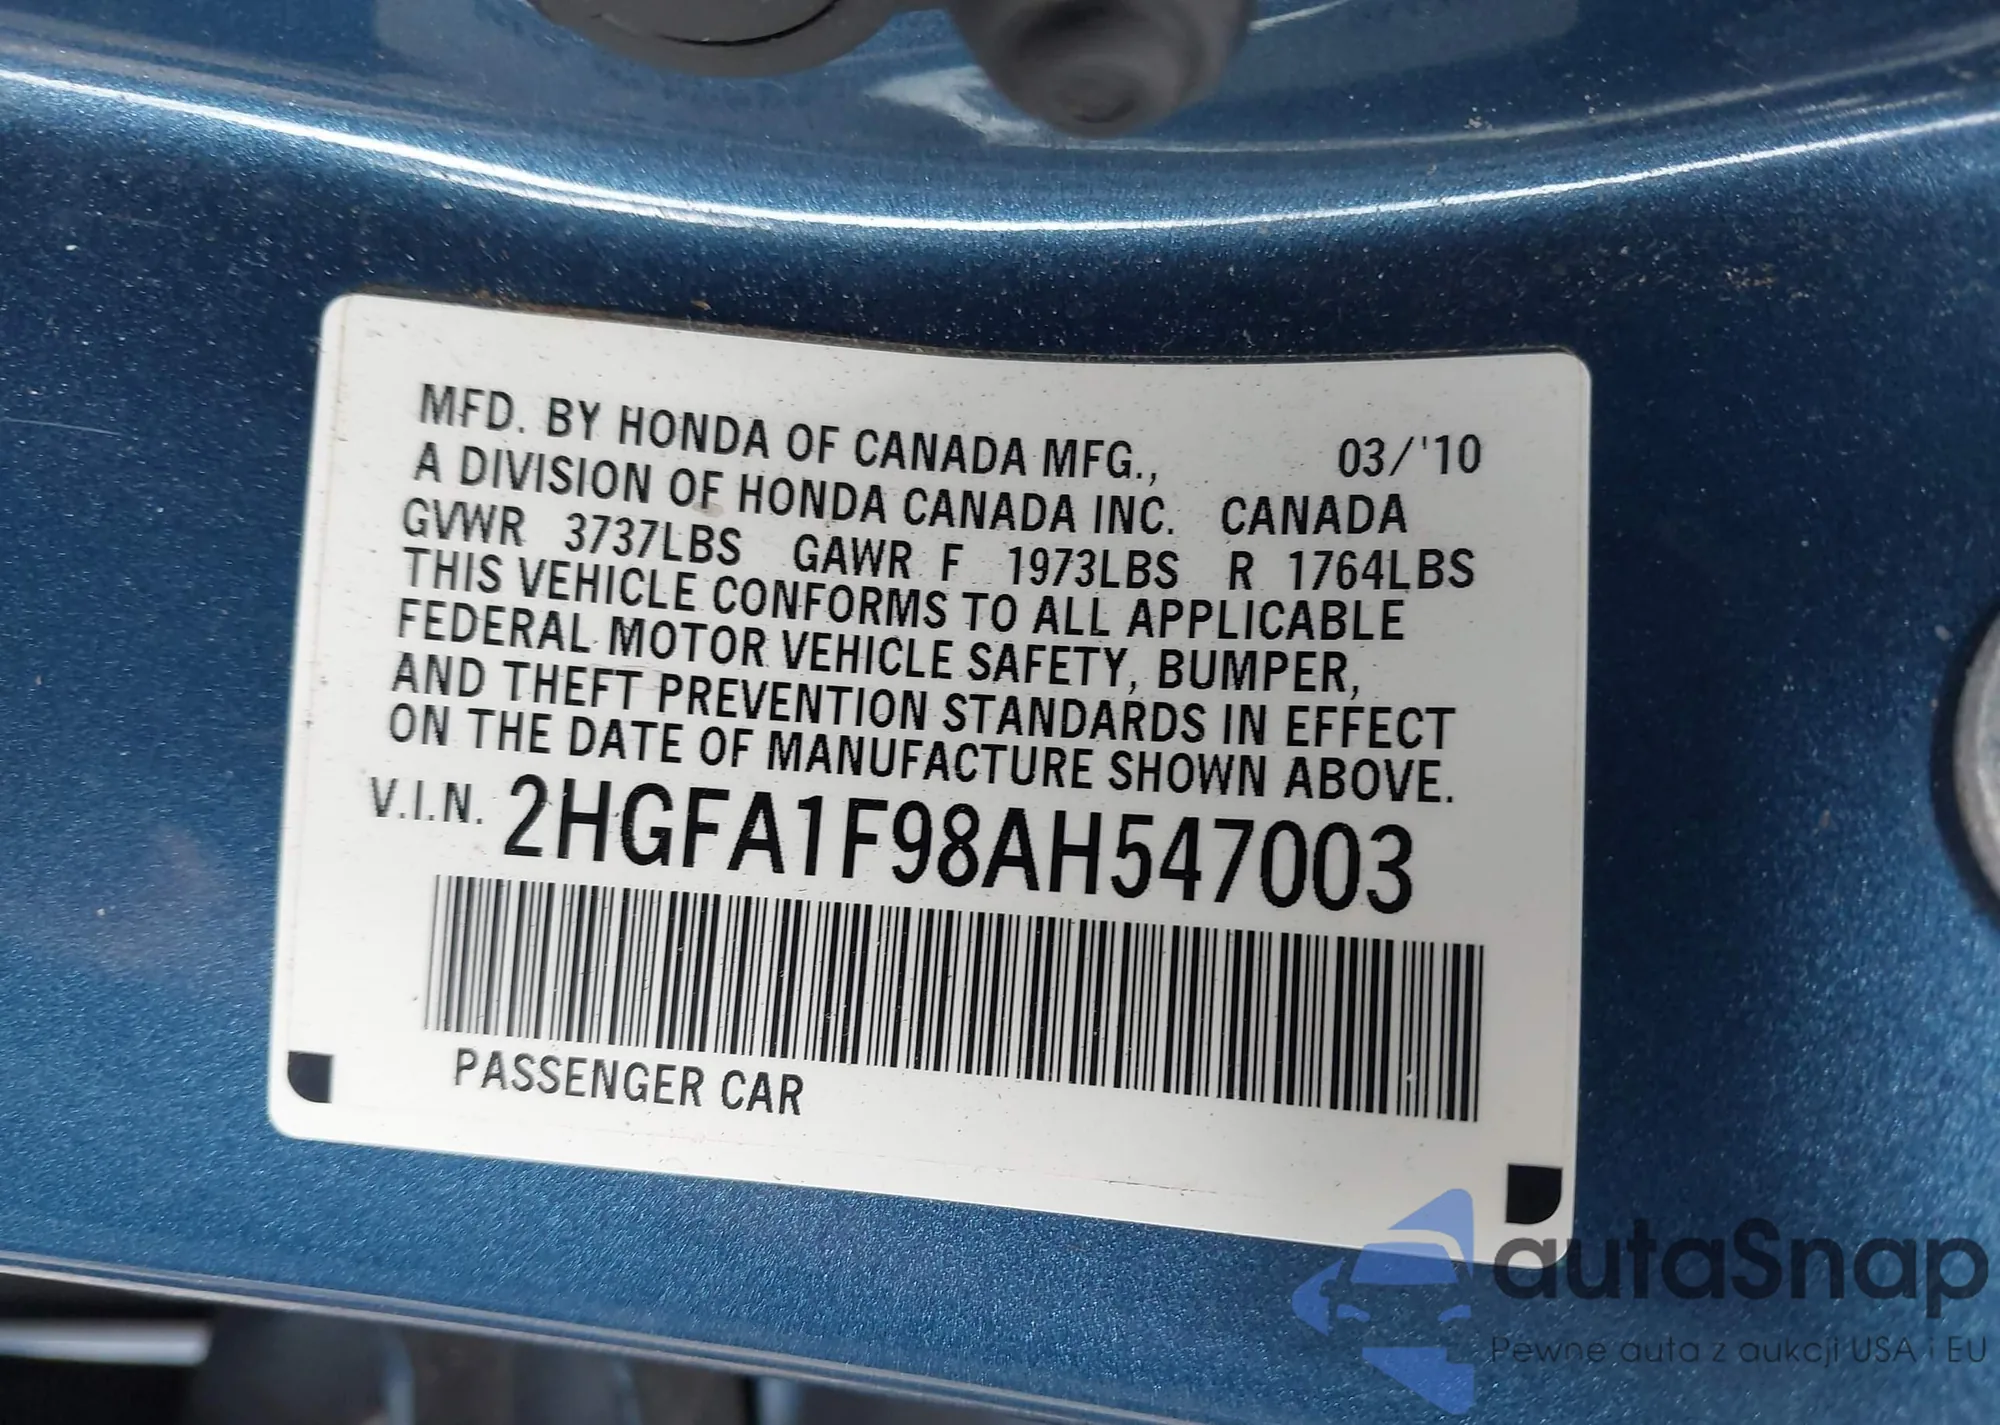 MFD. BY HONDA OF CANADA MFG., 03/'10
A DIVISION OF HONDA CANADA INC. CANADA
GVWR 3737LBS GAWR F 1973LBS R 1764LBS
THIS VEHICLE CONFORMS TO ALL APPLICABLE
FEDERAL MOTOR VEHICLE SAFETY, BUMPER,
AND THEFT PREVENTION STANDARDS IN EFFECT
ON THE DATE OF MANUFACTURE SHOWN ABOVE.
V.I.N. 2HGFA1F98AH547003
PASSENGER CAR
autaSnap
Pewne auta z aukcji USA i EU